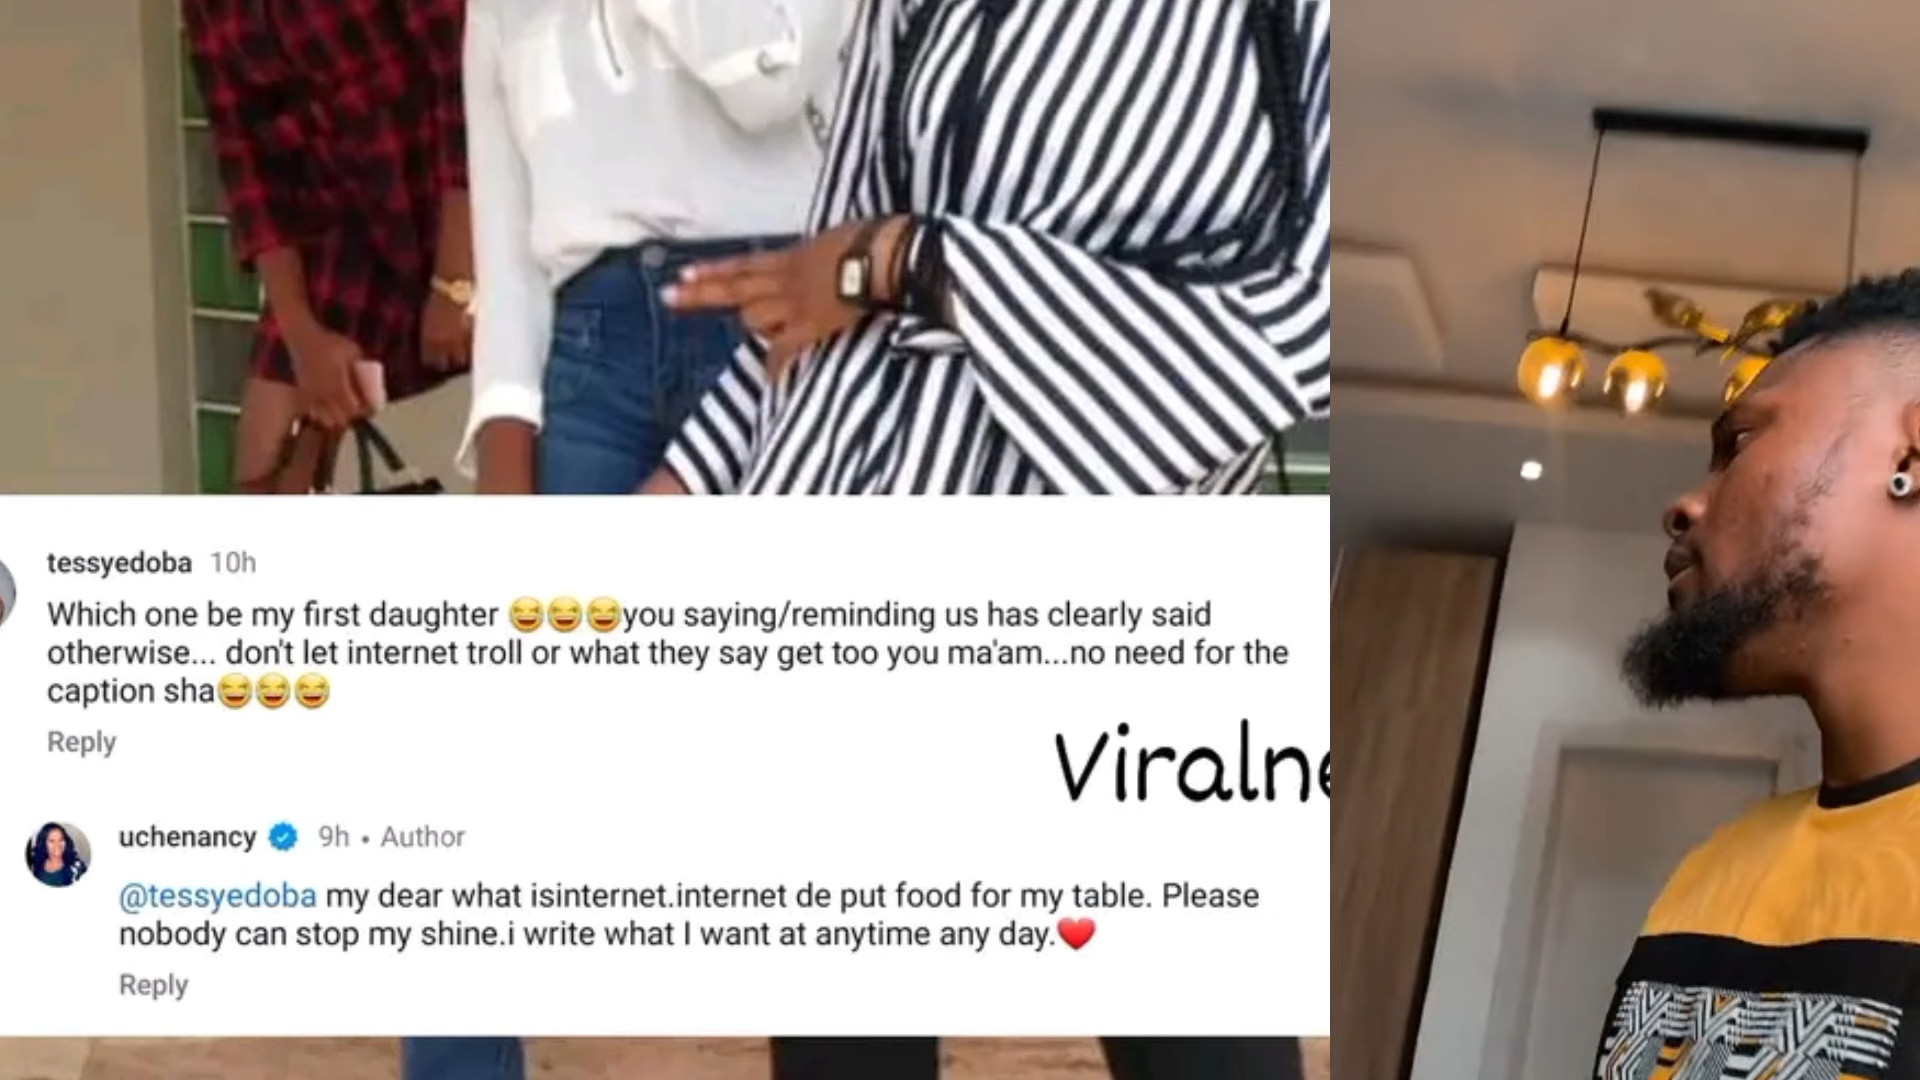 tessyedoba 10h
Which one be my first daughter 😂😂😂you saying/reminding us has clearly said
otherwise... don't let internet troll or what they say get too you ma'am...no need for the
caption sha😂😂😂
Reply
Viralne
uchenancy 9h • Author
@tessyedoba my dear what isinternet.internet de put food for my table. Please
nobody can stop my shine.i write what I want at anytime any day.❤️
Reply